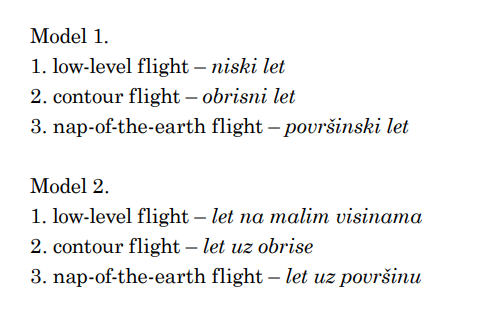 Model 1.
1. low-level flight – niski let
2. contour flight – obrisni let
3. nap-of-the-earth flight – površinski let
Model 2.
1. low-level flight – let na malim visinama
2. contour flight – let uz obrise
3. nap-of-the-earth flight – let uz površinu